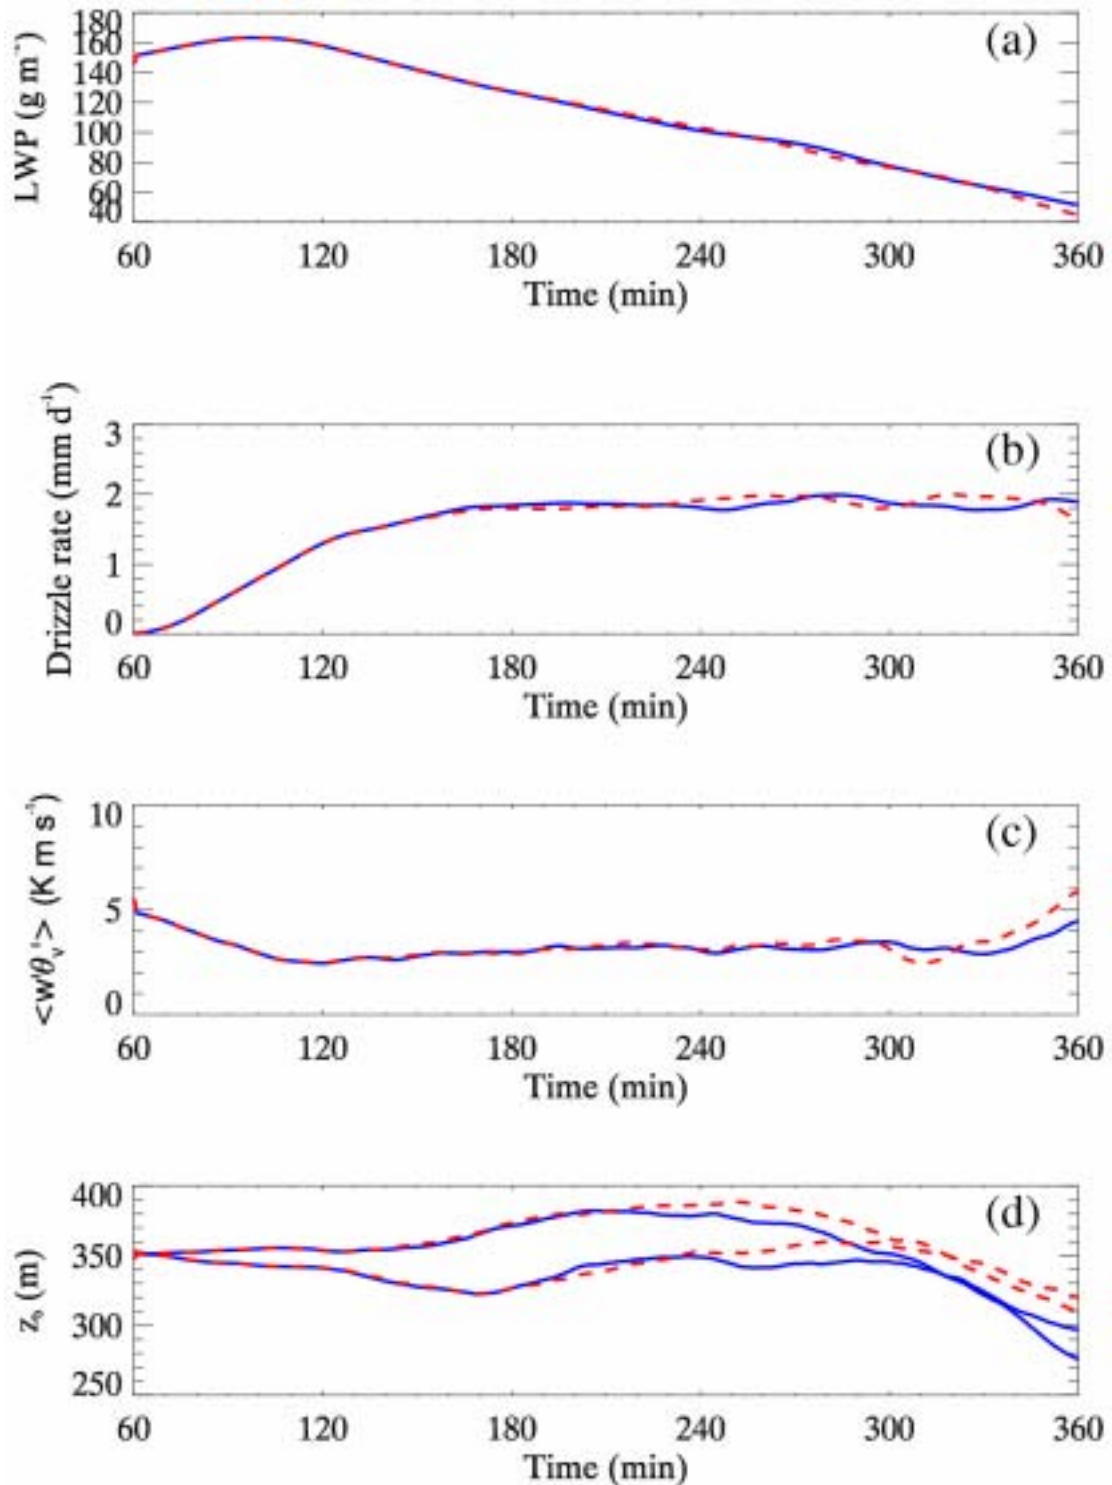 (a)
LWP (g m⁻
180
160
140
120
100
80
60
40
60 120 180 240 300 360
Time (min)
(b)
Drizzle rate (mm d⁻¹)
3
2
1
0
60 120 180 240 300 360
Time (min)
(c)
(K m s⁻¹)
10
5
0
60 120 180 240 300 360
Time (min)
(d)
(m)
400
350
300
250
60 120 180 240 300 360
Time (min)